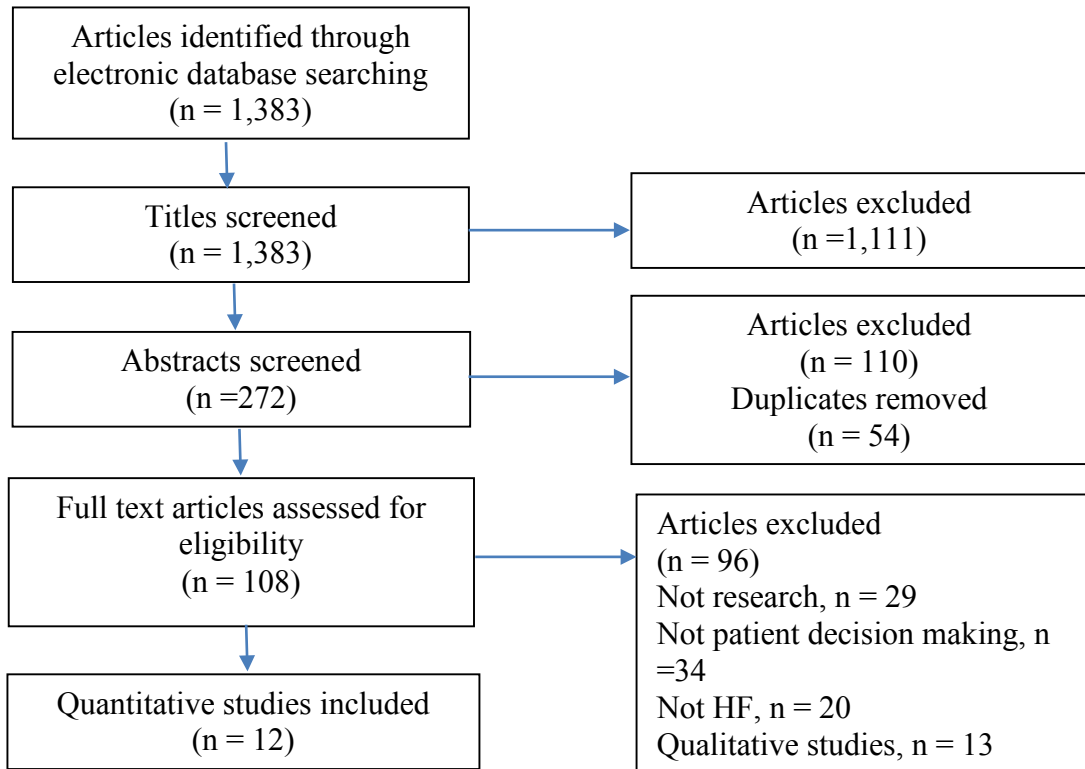 Articles identified through
electronic database searching
(n = 1,383)
Titles screened
(n = 1,383)
Articles excluded
(n =1,111)
Abstracts screened
(n =272)
Articles excluded
(n = 110)
Duplicates removed
(n = 54)
Full text articles assessed for
eligibility
(n = 108)
Articles excluded
(n = 96)
Not research, n = 29
Not patient decision making, n
=34
Not HF, n = 20
Qualitative studies, n = 13
Quantitative studies included
(n = 12)